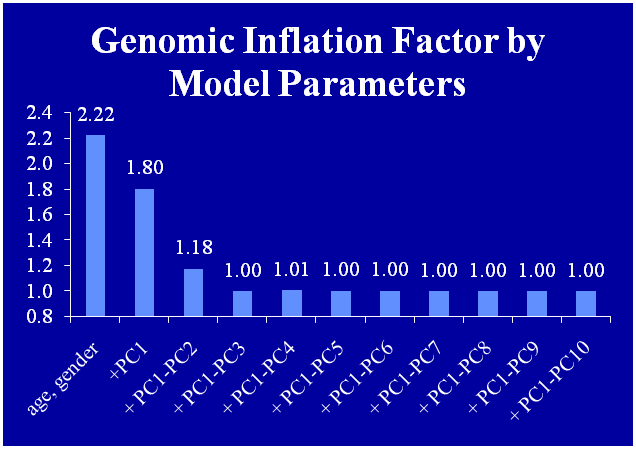 Genomic Inflation Factor by
Model Parameters
2.4
2.2
2.0
1.8
1.6
1.4
1.2
1.0
0.8
2.22
1.80
1.18
1.00
1.01
1.00
1.00
1.00
1.00
1.00
1.00
age, gender
+PC1
+ PC1-PC2
+ PC1-PC3
+ PC1-PC4
+ PC1-PC5
+ PC1-PC6
+ PC1-PC7
+ PC1-PC8
+ PC1-PC9
+ PC1-PC10